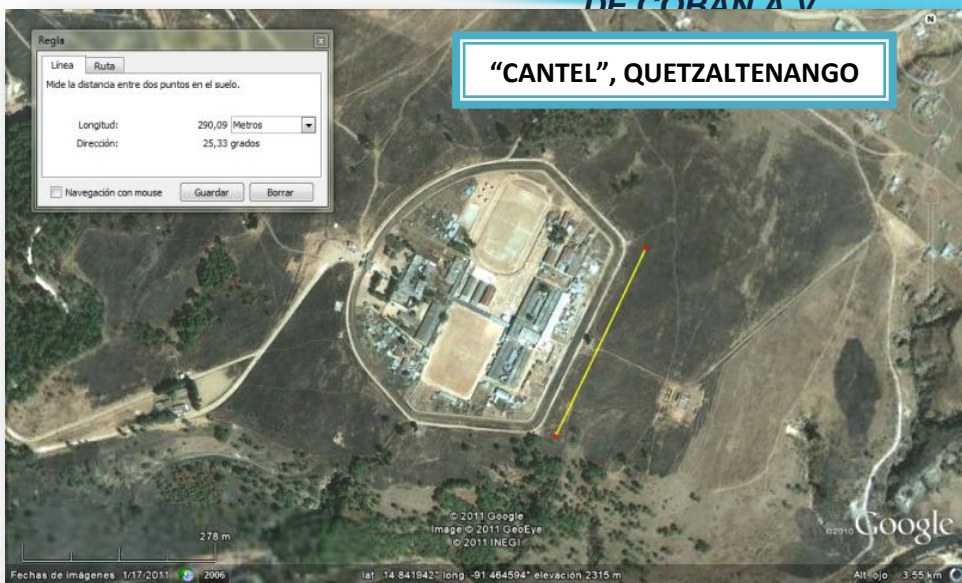 DE COBAN A.V.
“CANTEL”, QUETZALTENANGO
N
Regla
Línea
Ruta
Mide la distancia entre dos puntos en el suelo.
Longitud: 290,09 Metros
Dirección: 25,33 grados
Navegación con mouse
Guardar
Borrar
© 2011 Google
Image © 2011 GeoEye
© 2011 INEGI
©2010 Google
278 m
Fechas de imágenes 1/17/2011 2006 lat 14.841942° long -91.464594° elevación 2315 m Alt. ojo 3.55 km